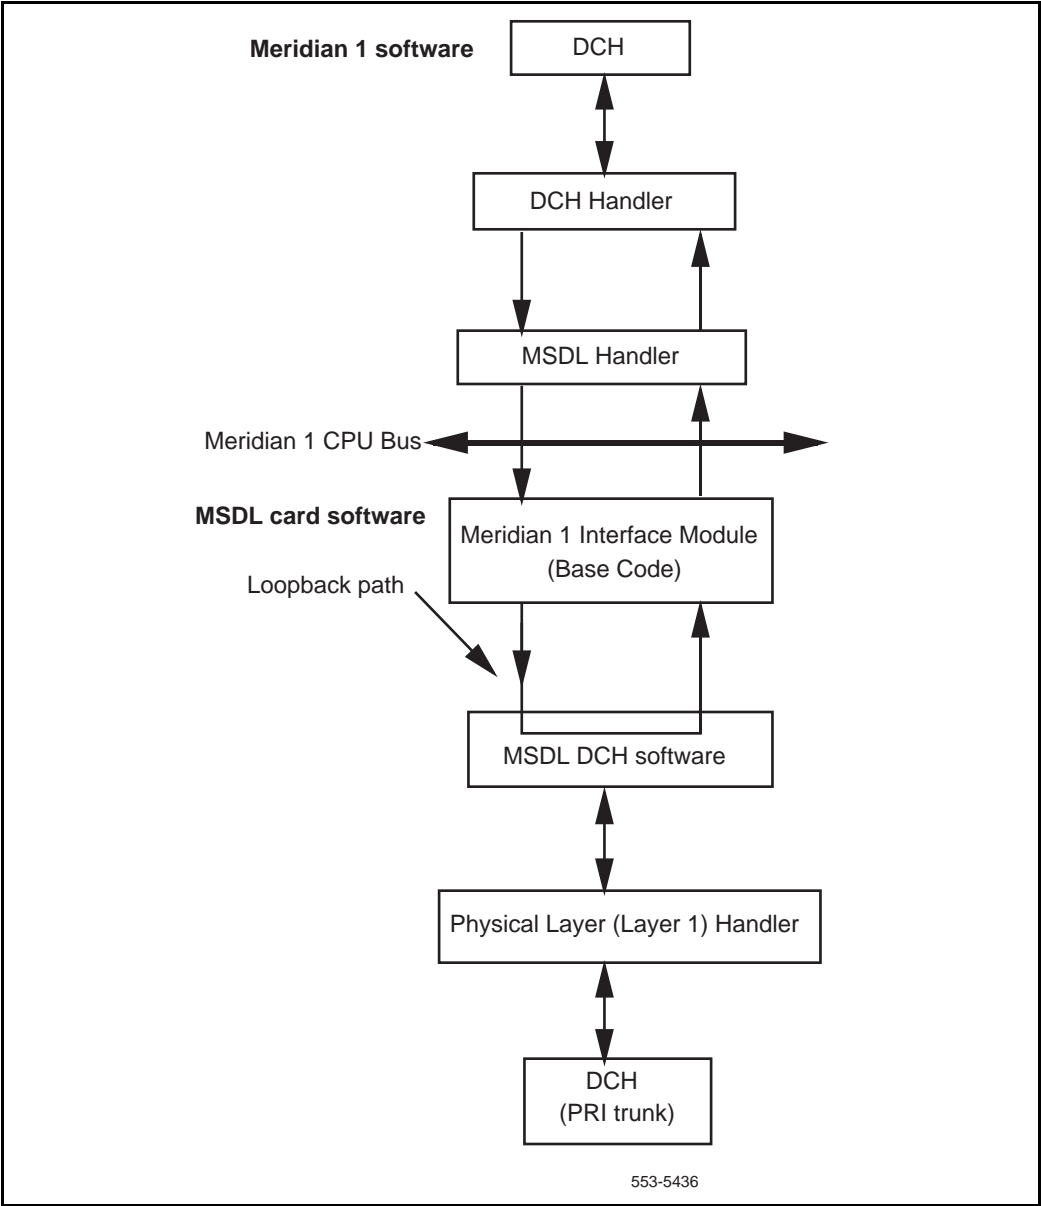 Meridian 1 software
DCH
DCH Handler
MSDL Handler
Meridian 1 CPU Bus
MSDL card software
Meridian 1 Interface Module
(Base Code)
Loopback path
MSDL DCH software
Physical Layer (Layer 1) Handler
DCH
(PRI trunk)
553-5436